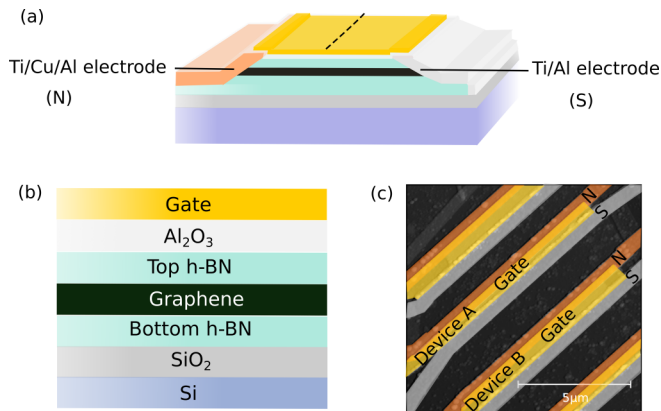 (a)
Ti/Cu/Al electrode
(N)
Ti/Al electrode
(S)
(b)
Gate
Al₂O₃
Top h-BN
Graphene
Bottom h-BN
SiO₂
Si
(c)
N
S
Gate
Device A
N
S
Gate
Device B
5μm